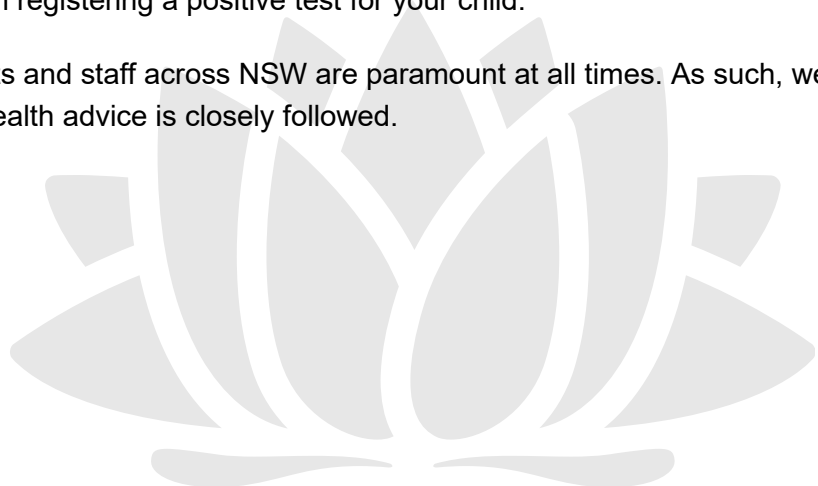 registering a positive test for your child.
s and staff across NSW are paramount at all times. As such, we
ealth advice is closely followed.